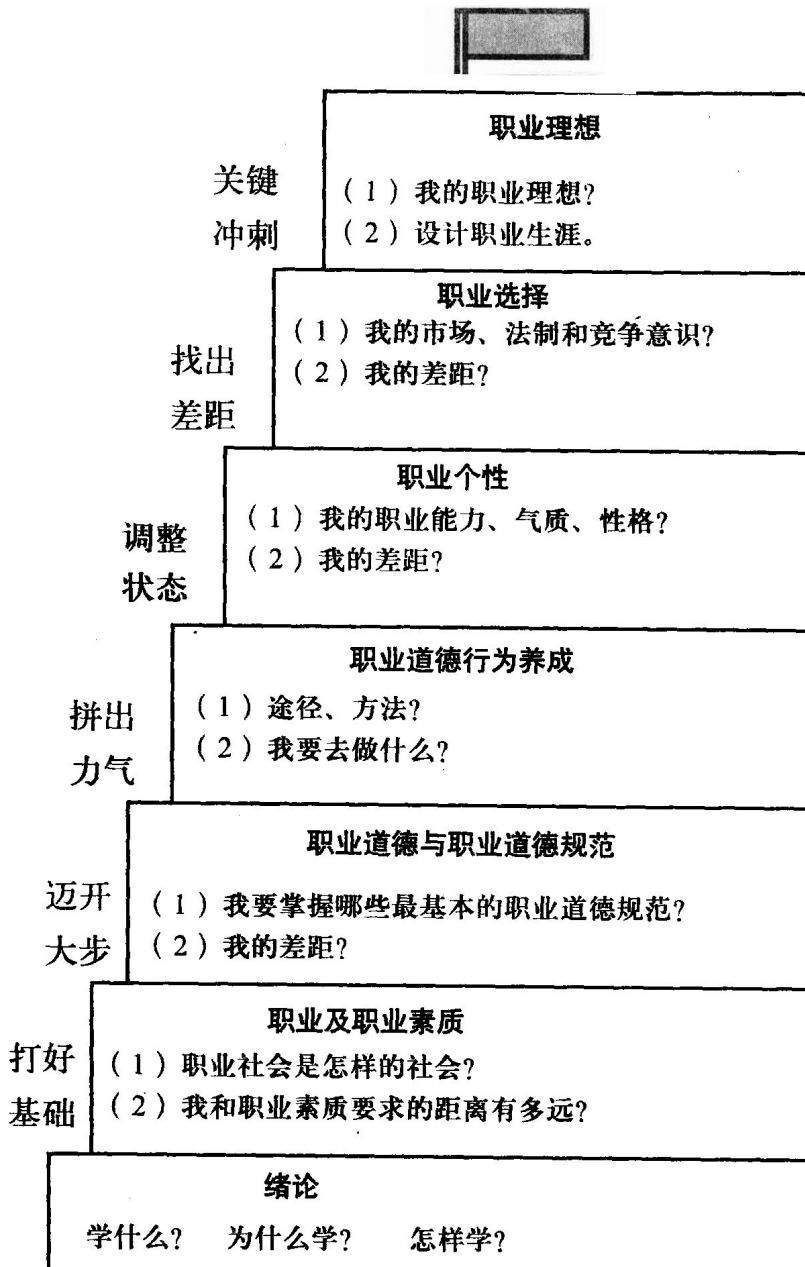 职业理想
关键
冲刺
（1）我的职业理想？
（2）设计职业生涯。
职业选择
找出
差距
（1）我的市场、法制和竞争意识？
（2）我的差距？
职业个性
调整
状态
（1）我的职业能力、气质、性格？
（2）我的差距？
职业道德行为养成
拼出
力气
（1）途径、方法？
（2）我要去做什么？
职业道德与职业道德规范
迈开
大步
（1）我要掌握哪些最基本的职业道德规范？
（2）我的差距？
职业及职业素质
打好
基础
（1）职业社会是怎样的社会？
（2）我和职业素质要求的距离有多远？
绪论
学什么？ 为什么学？ 怎样学？